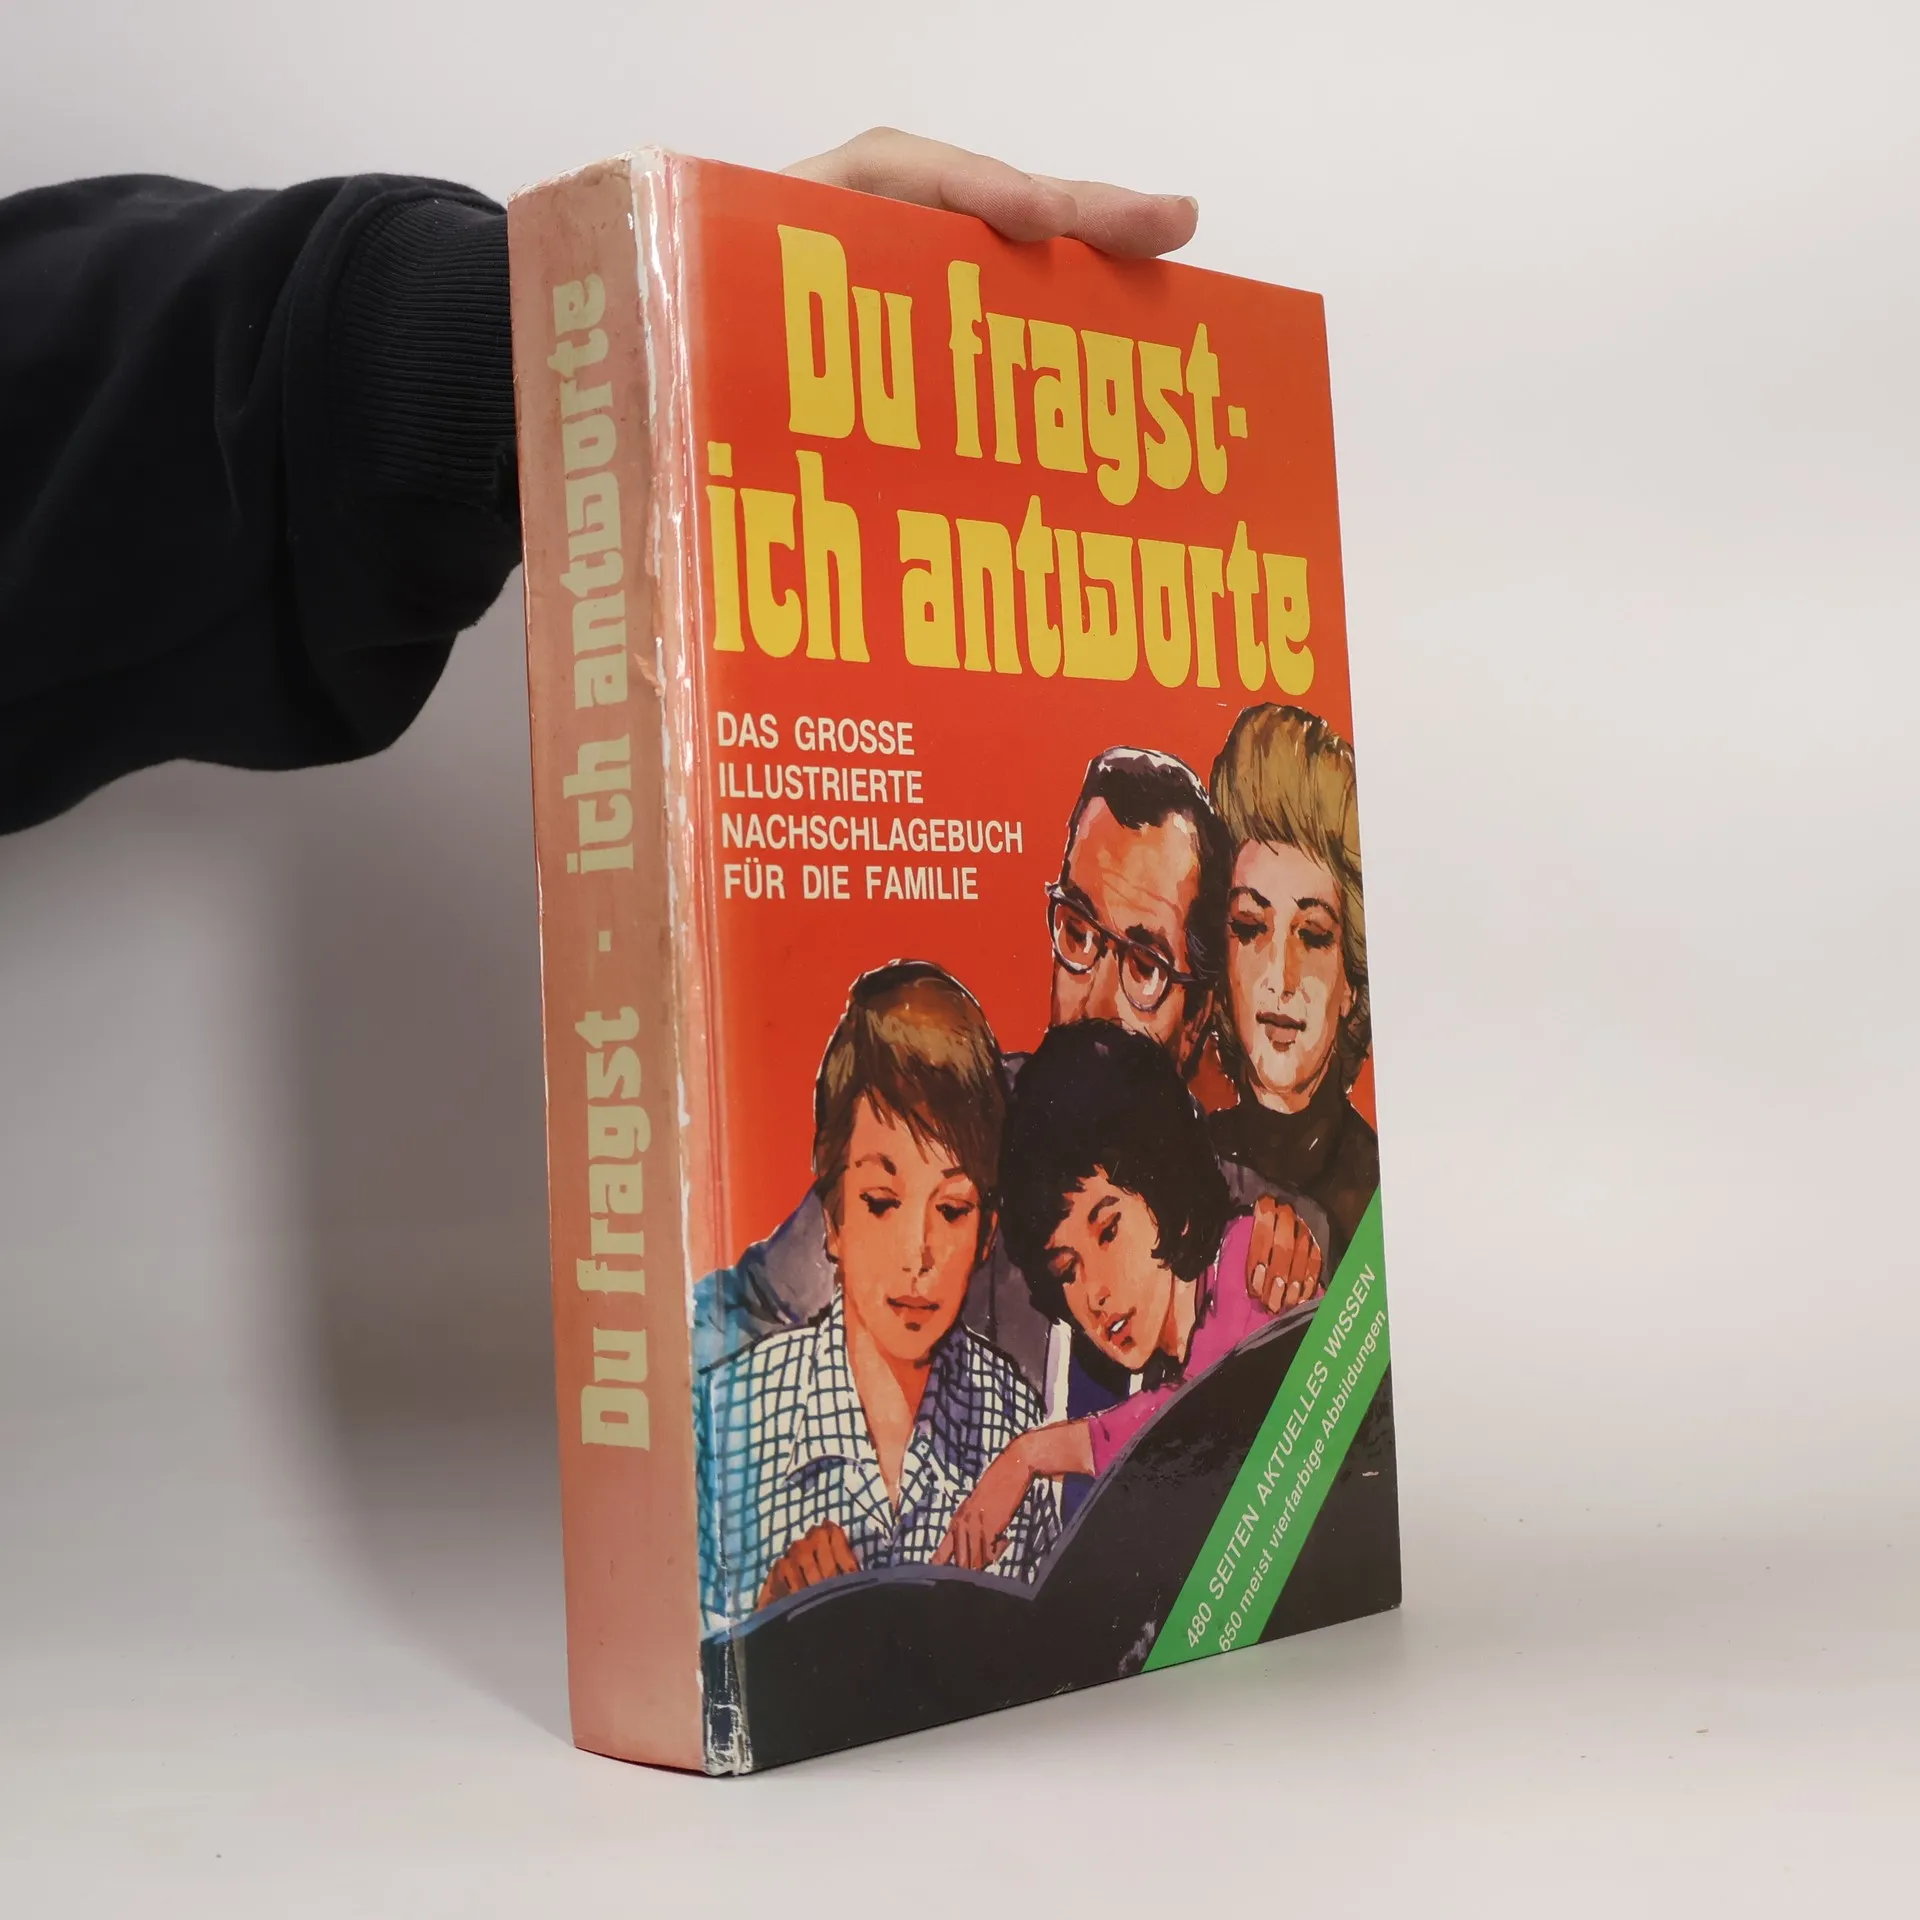 Du fragst - ich antworte
Du fragst-
ich antworte
DAS GROSSE
ILLUSTRIERTE
NACHSCHLAGEBUCH
FÜR DIE FAMILIE
480 SEITEN AKTUELLES WISSEN
650 meist vierfarbige Abbildungen